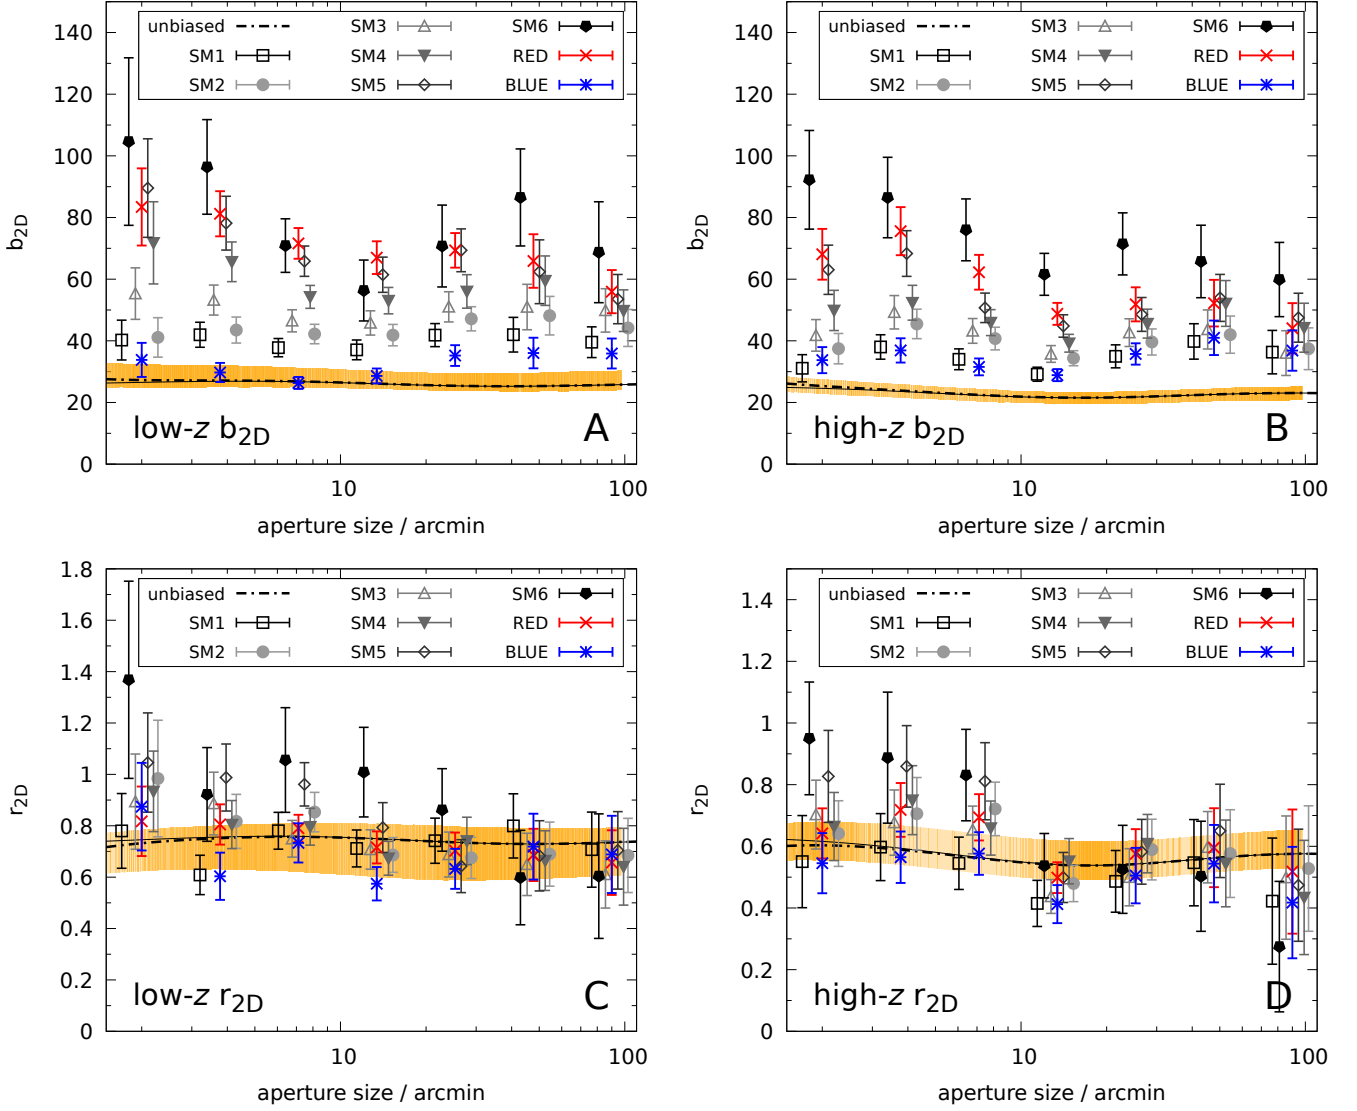 140
120
100
80
60
40
20
0
b2D
unbiased
SM1
SM2
SM3
SM4
SM5
SM6
RED
BLUE
low-z b2D
A
10
100
aperture size / arcmin
140
120
100
80
60
40
20
0
b2D
unbiased
SM1
SM2
SM3
SM4
SM5
SM6
RED
BLUE
high-z b2D
B
10
100
aperture size / arcmin
1.8
1.6
1.4
1.2
1
0.8
0.6
0.4
0.2
0
r2D
unbiased
SM1
SM2
SM3
SM4
SM5
SM6
RED
BLUE
low-z r2D
C
10
100
aperture size / arcmin
1.4
1.2
1
0.8
0.6
0.4
0.2
0
r2D
unbiased
SM1
SM2
SM3
SM4
SM5
SM6
RED
BLUE
high-z r2D
D
10
100
aperture size / arcmin